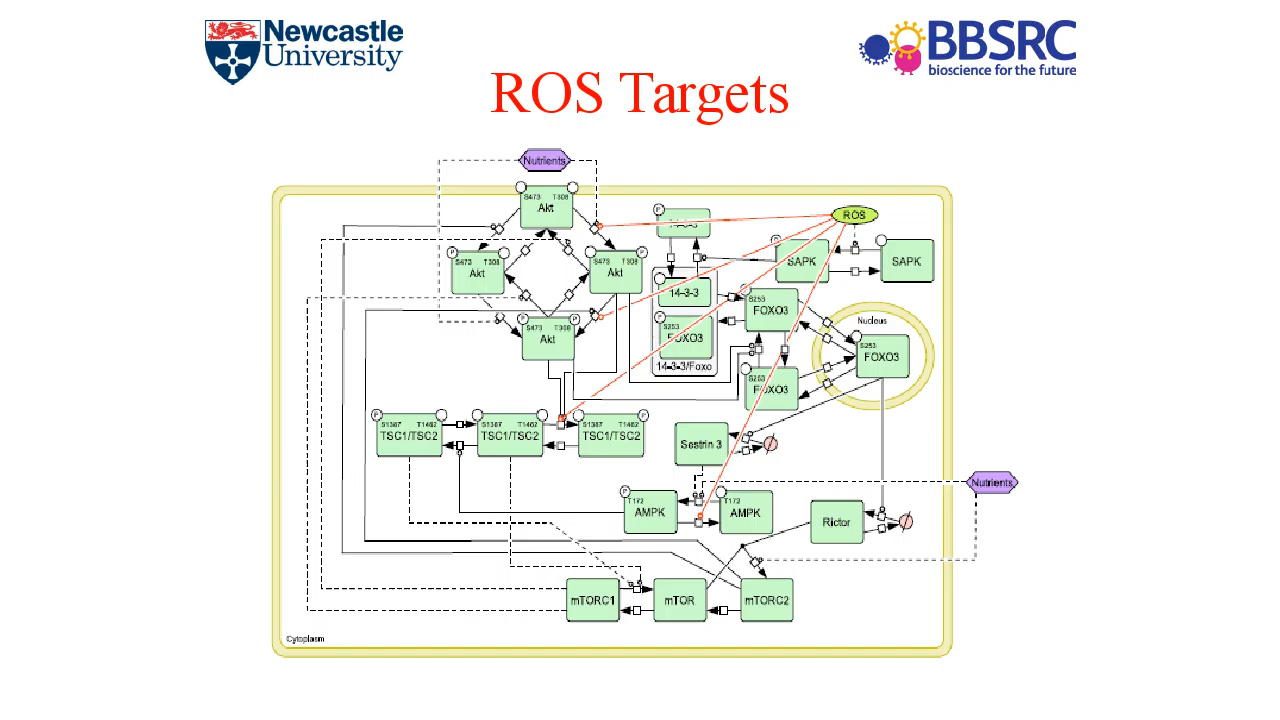 Newcastle
University
BBSRC
bioscience for the future
ROS Targets
Nutrients
S473 T308
Akt
P
ROS
SAPK
SAPK
S473 T308
Akt
P
S473 T308
Akt
P
P
14-3-3
P
S253
FOXO3
14-3-3/Foxo
S253
FOXO3
Nucleus
S253
FOXO3
P
S473 T308
Akt
P
S253
FOXO3
P
S1387 T1462
TSC1/TSC2
S1387 T1462
TSC1/TSC2
P
S1387 T1462
TSC1/TSC2
Sestrin 3
Nutrients
P
T172
AMPK
T172
AMPK
Rictor
mTORC1
mTOR
mTORC2
Cytoplasm